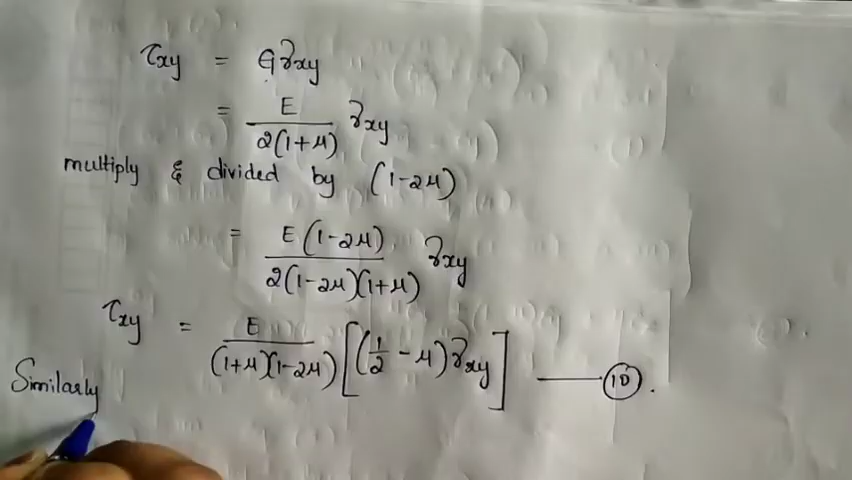 τxy = Gγxy
= E / 2(1+μ) γxy
multiply & divided by (1-2μ)
= E(1-2μ) / 2(1-2μ)(1+μ) γxy
τxy = E / (1+μ)(1-2μ) [(1/2 - μ)γxy] —— 10.
Similarly